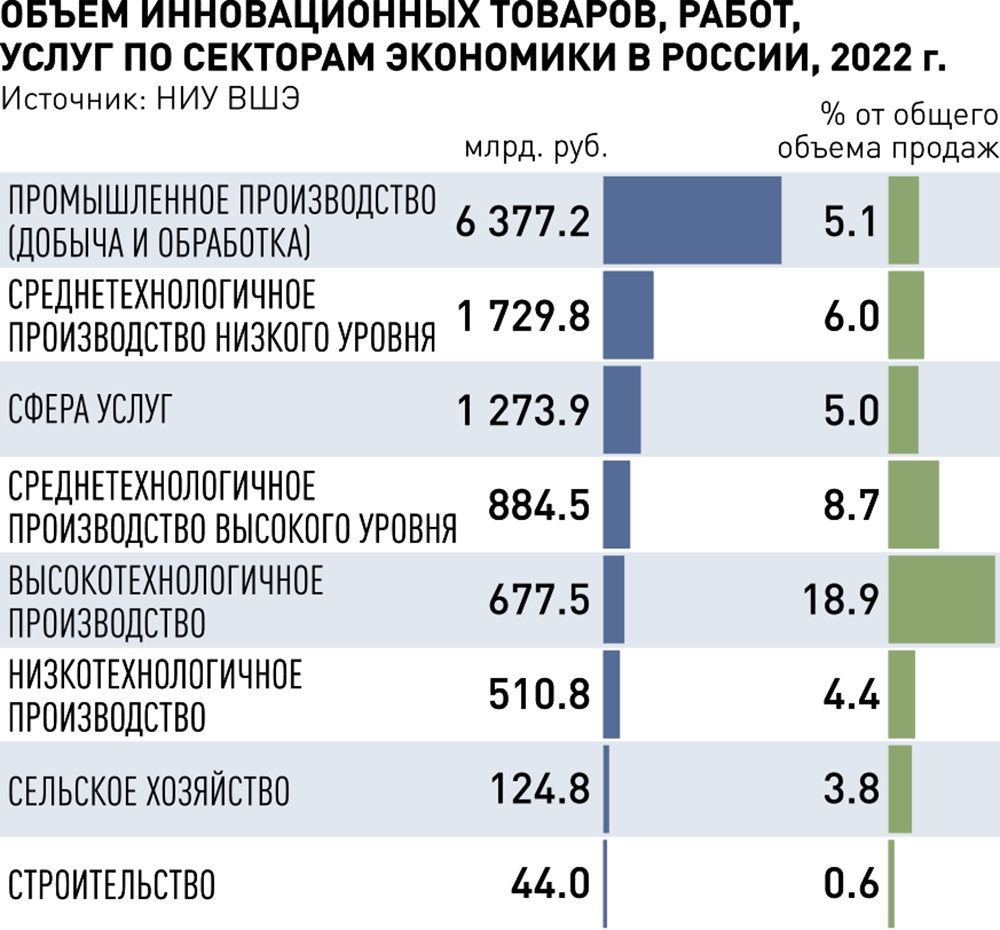 ОБЪЕМ ИННОВАЦИОННЫХ ТОВАРОВ, РАБОТ,
УСЛУГ ПО СЕКТОРАМ ЭКОНОМИКИ В РОССИИ, 2022 г.
Источник: НИУ ВШЭ
млрд. руб.
% от общего
объема продаж
ПРОМЫШЛЕННОЕ ПРОИЗВОДСТВО
(ДОБЫЧА И ОБРАБОТКА)
6 377.2
5.1
СРЕДНЕТЕХНОЛОГИЧНОЕ
ПРОИЗВОДСТВО НИЗКОГО УРОВНЯ
1 729.8
6.0
СФЕРА УСЛУГ
1 273.9
5.0
СРЕДНЕТЕХНОЛОГИЧНОЕ
ПРОИЗВОДСТВО ВЫСОКОГО УРОВНЯ
884.5
8.7
ВЫСОКОТЕХНОЛОГИЧНОЕ
ПРОИЗВОДСТВО
677.5
18.9
НИЗКОТЕХНОЛОГИЧНОЕ
ПРОИЗВОДСТВО
510.8
4.4
СЕЛЬСКОЕ ХОЗЯЙСТВО
124.8
3.8
СТРОИТЕЛЬСТВО
44.0
0.6